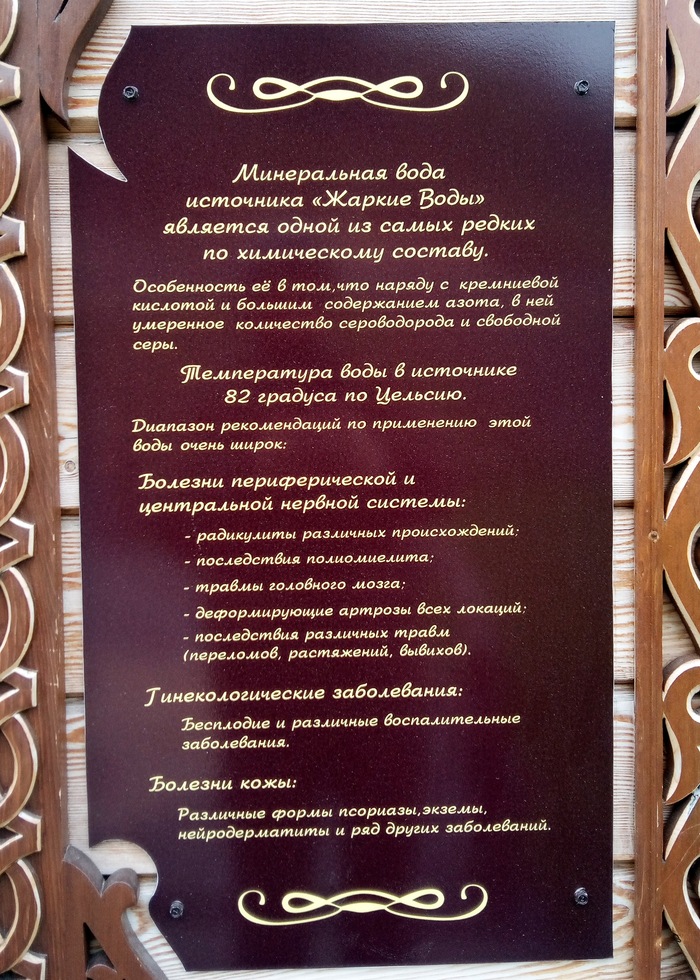 Минеральная вода
источника «Жаркие Воды»
является одной из самых редких
по химическому составу.
Особенность её в том,что наряду с кремниевой
кислотой и большим содержанием азота, в ней
умеренное количество сероводорода и свободной
серы.
Температура воды в источнике
82 градуса по Цельсию.
Диапазон рекомендаций по применению этой
воды очень широк:
Болезни периферической и
центральной нервной системы:
- радикулиты различных происхождений;
- последствия полиомиелита;
- травмы головного мозга;
- деформирующие артрозы всех локаций;
- последствия различных травм
(переломов, растяжений, вывихов).
Гинекологические заболевания:
Бесплодие и различные воспалительные
заболевания.
Болезни кожы:
Различные формы псориазы,экземы,
нейродерматиты и ряд других заболеваний.